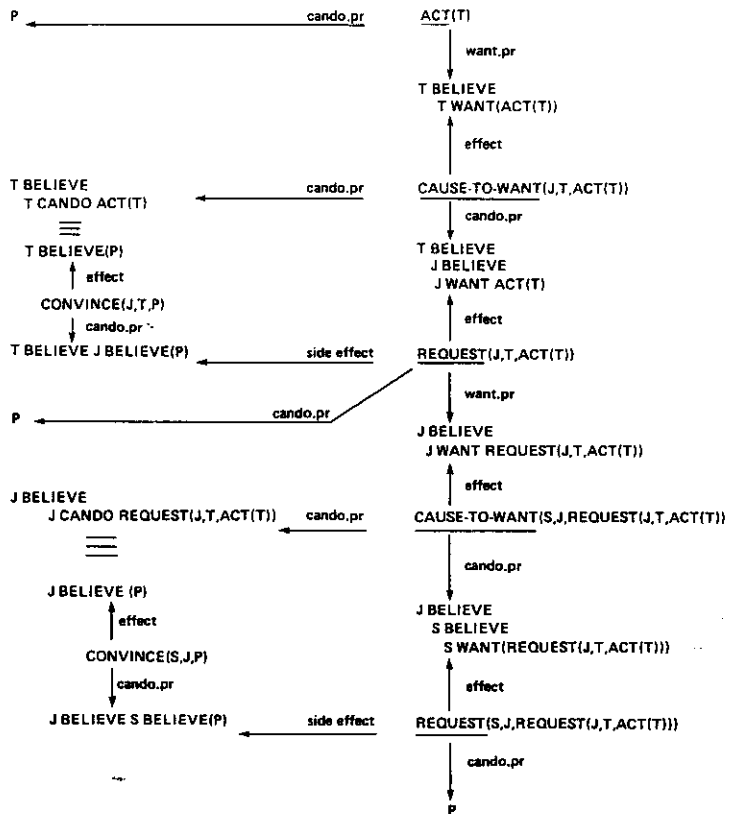 P cando.pr ACT(T)
want.pr
T BELIEVE
T WANT(ACT(T))
effect
T BELIEVE cando.pr CAUSE-TO-WANT(J,T,ACT(T))
T CANDO ACT(T) cando.pr
T BELIEVE(P) T BELIEVE
J BELIEVE
effect J WANT ACT(T)
CONVINCE(J,T,P) effect
cando.pr
T BELIEVE J BELIEVE(P) side effect REQUEST(J,T,ACT(T))
want.pr
P cando.pr
J BELIEVE
J WANT REQUEST(J,T,ACT(T))
effect
J BELIEVE
J CANDO REQUEST(J,T,ACT(T)) cando.pr CAUSE-TO-WANT(S,J,REQUEST(J,T,ACT(T))
cando.pr
J BELIEVE (P)
J BELIEVE
effect S BELIEVE
CONVINCE(S,J,P) S WANT(REQUEST(J,T,ACT(T)))
cando.pr effect
J BELIEVE S BELIEVE(P) side effect REQUEST(S,J,REQUEST(J,T,ACT(T)))
cando.pr
P